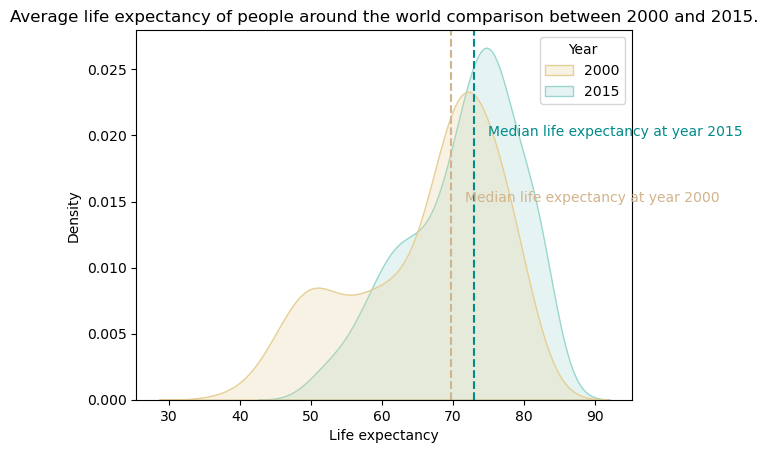 Average life expectancy of people around the world comparison between 2000 and 2015.
Year
2000
2015
Median life expectancy at year 2015
Median life expectancy at year 2000
Density
0.025
0.020
0.015
0.010
0.005
0.000
30 40 50 60 70 80 90
Life expectancy